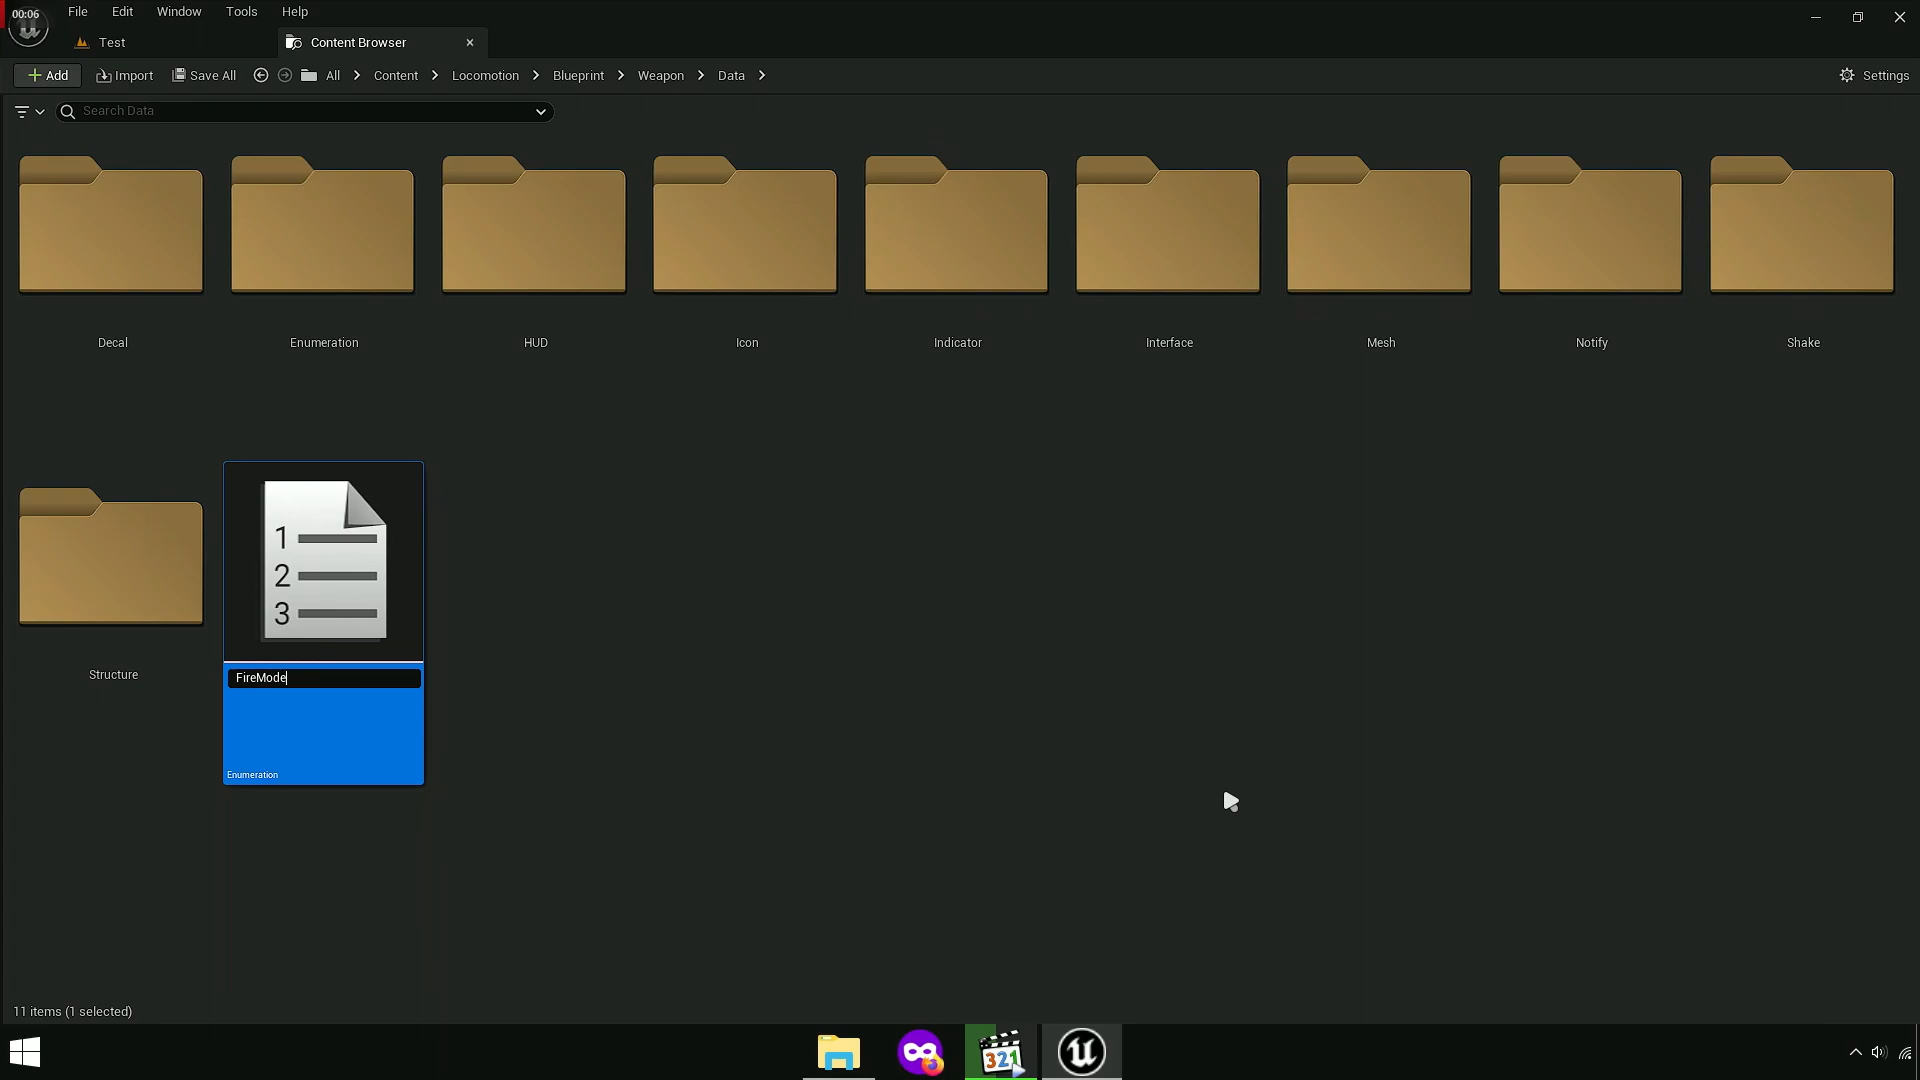 00:06
File Edit Window Tools Help
Test
Content Browser
Add Import Save All All Content Locomotion Blueprint Weapon Data Settings
Search Data
Decal Enumeration HUD Icon Indicator Interface Mesh Notify Shake
1
2
3
Structure
FireMode
Enumeration
11 items (1 selected)
321